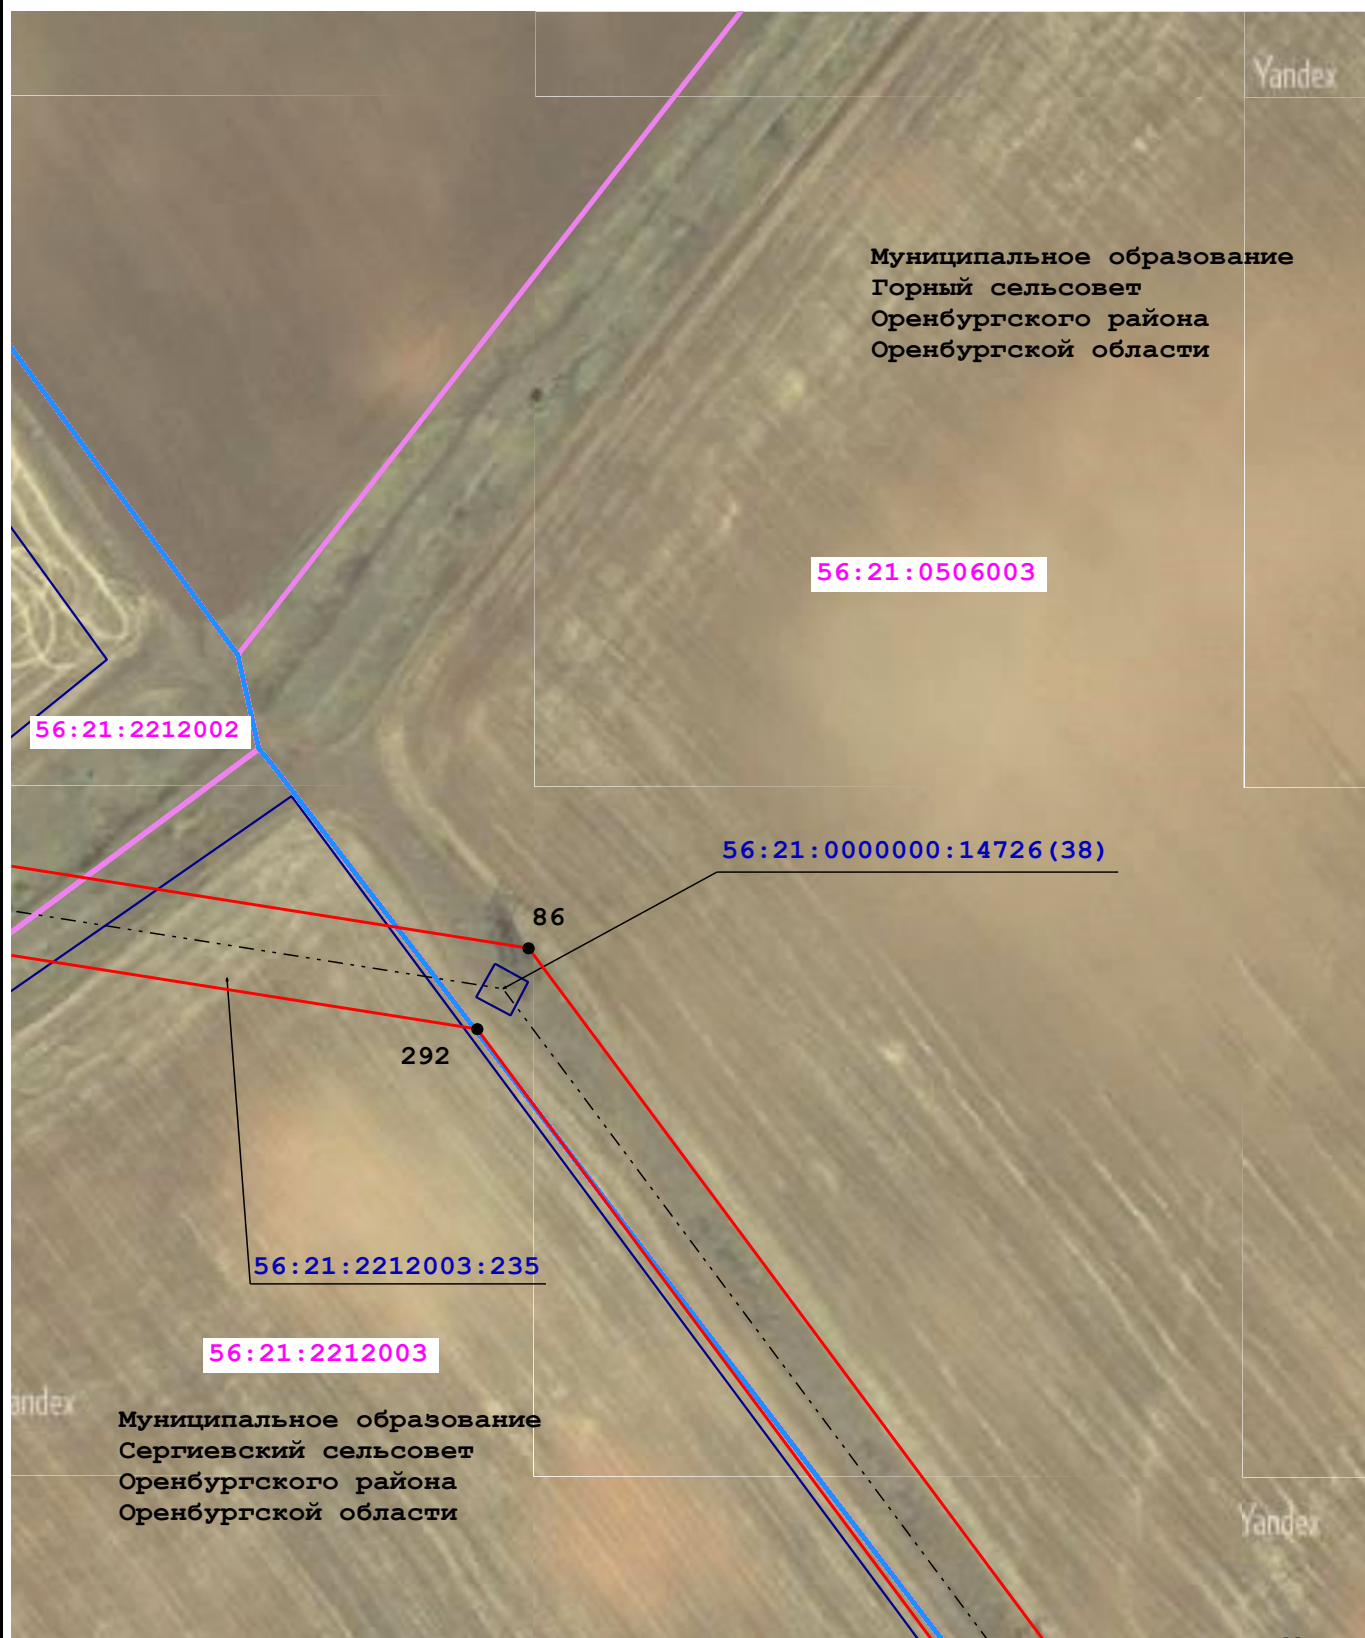 Yandex
Муниципальное образование
Горный сельсовет
Оренбургского района
Оренбургской области
56:21:0506003
56:21:2212002
56:21:0000000:14726(38)
86
292
56:21:2212003:235
56:21:2212003
andex
Муниципальное образование
Сергиевский сельсовет
Оренбургского района
Оренбургской области
Yandex